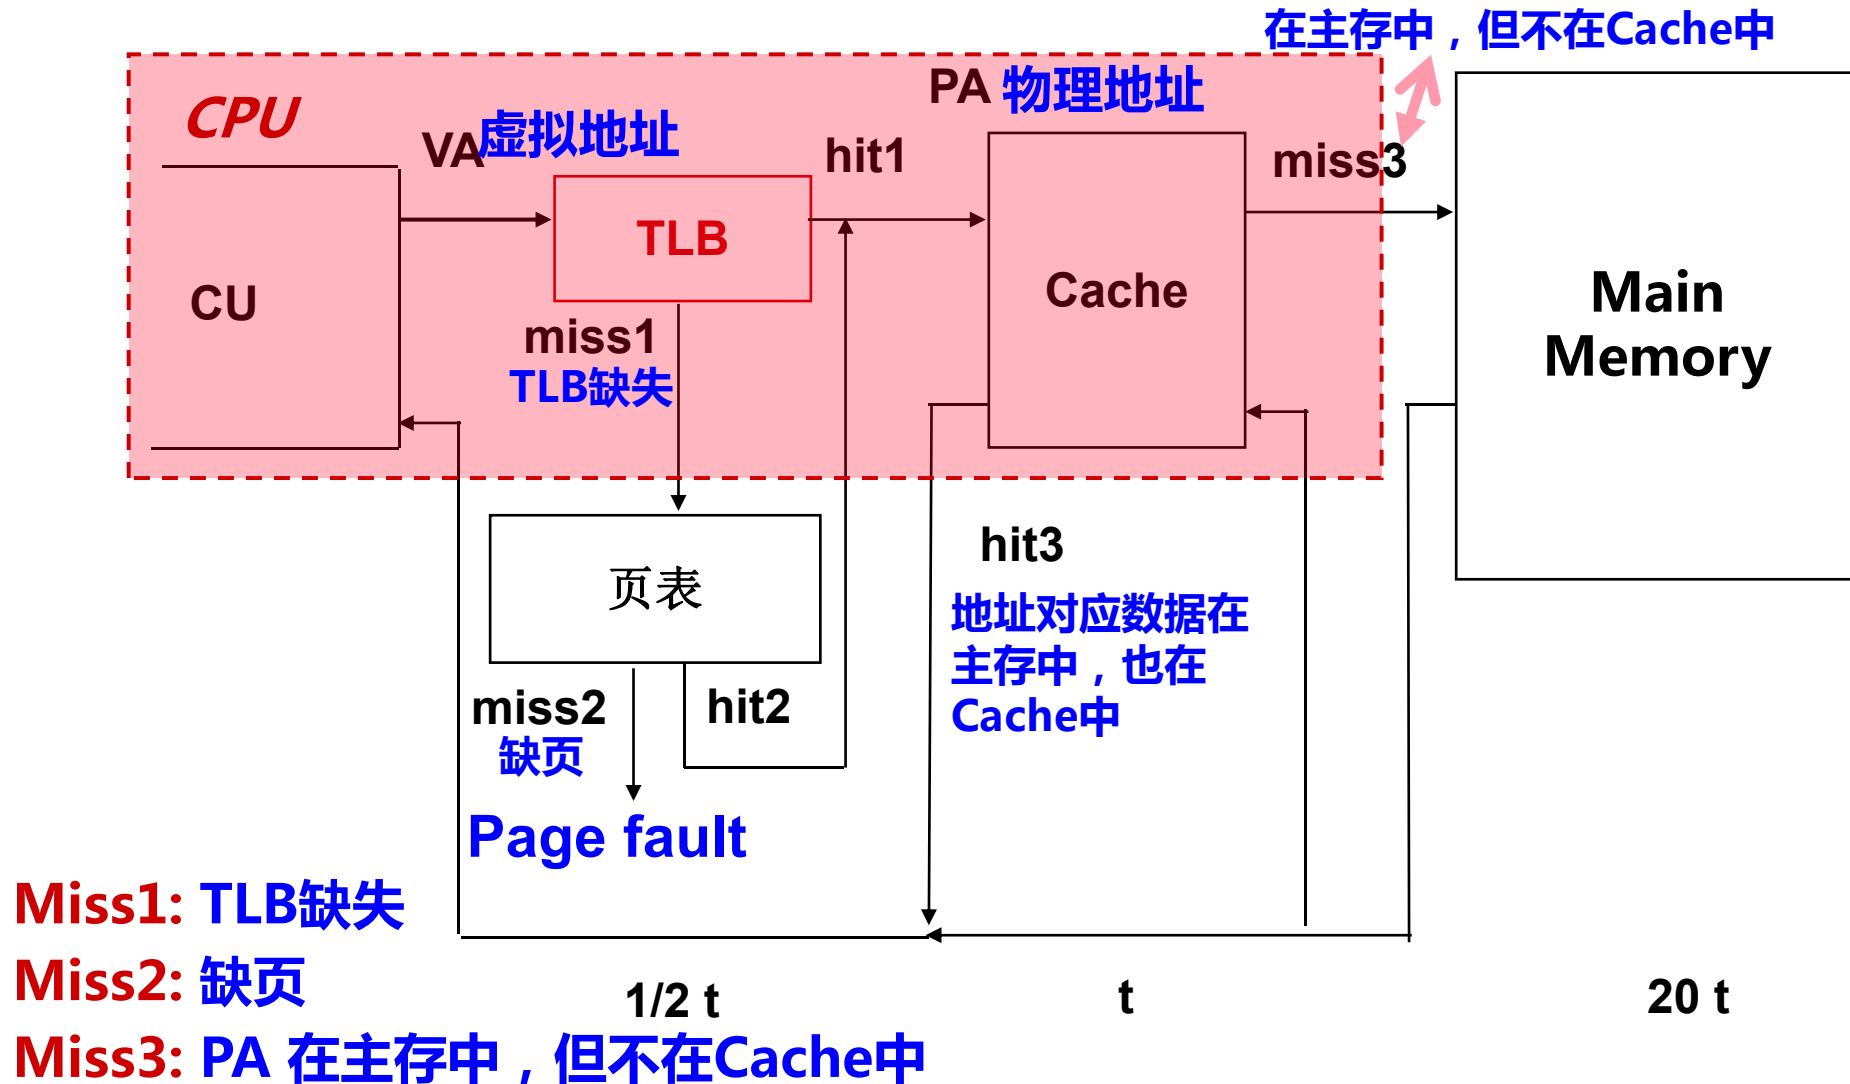 在主存中，但不在Cache中
CPU
PA 物理地址
VA虚拟地址
hit1
miss3
TLB
CU
Cache
Main
Memory
miss1
TLB缺失
页表
hit3
地址对应数据在
主存中，也在
Cache中
miss2
缺页
hit2
Page fault
Miss1: TLB缺失
Miss2: 缺页
1/2 t
t
20 t
Miss3: PA 在主存中，但不在Cache中